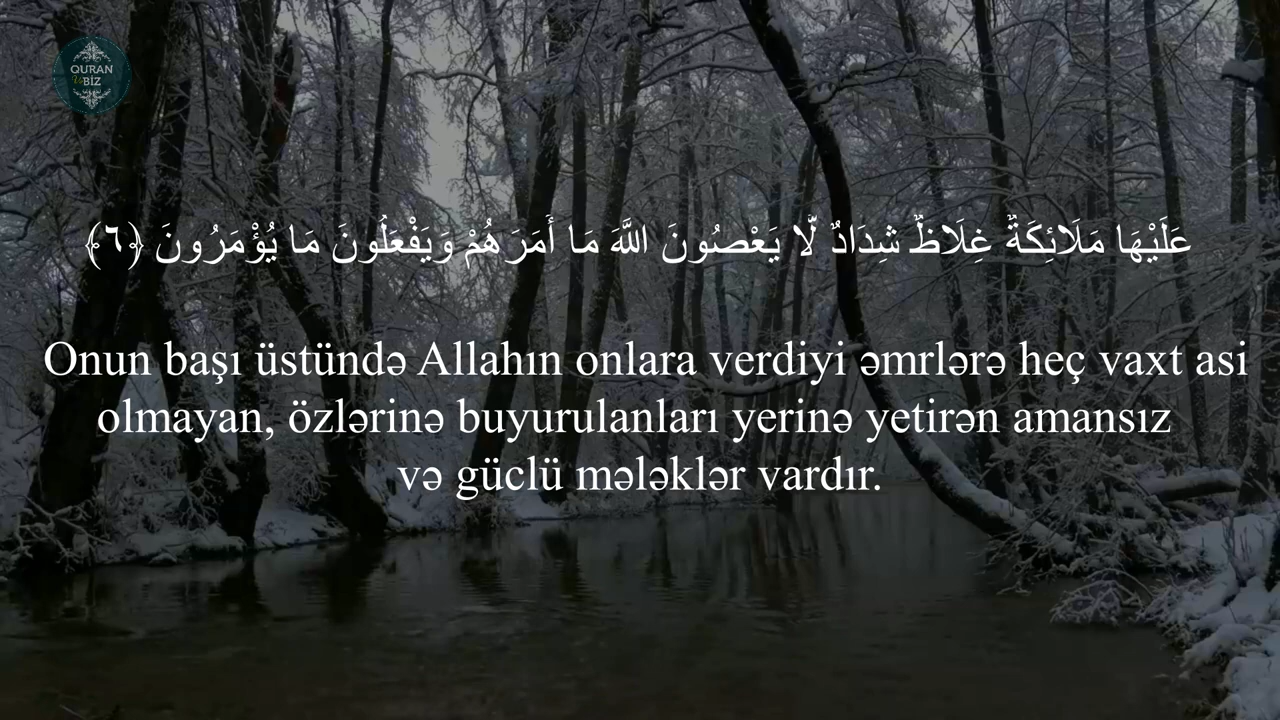 QURAN
Və
BİZ
عَلَيْهَا مَلَائِكَةٌ غِلَاظٌ شِدَادٌ لَّا يَعْصُونَ اللَّهَ مَا أَمَرَهُمْ وَيَفْعَلُونَ مَا يُؤْمَرُونَ ﴿٦﴾
Onun başı üstündə Allahın onlara verdiyi əmrlərə heç vaxt asi
olmayan, özlərinə buyurulanları yerinə yetirən amansız
və güclü mələklər vardır.